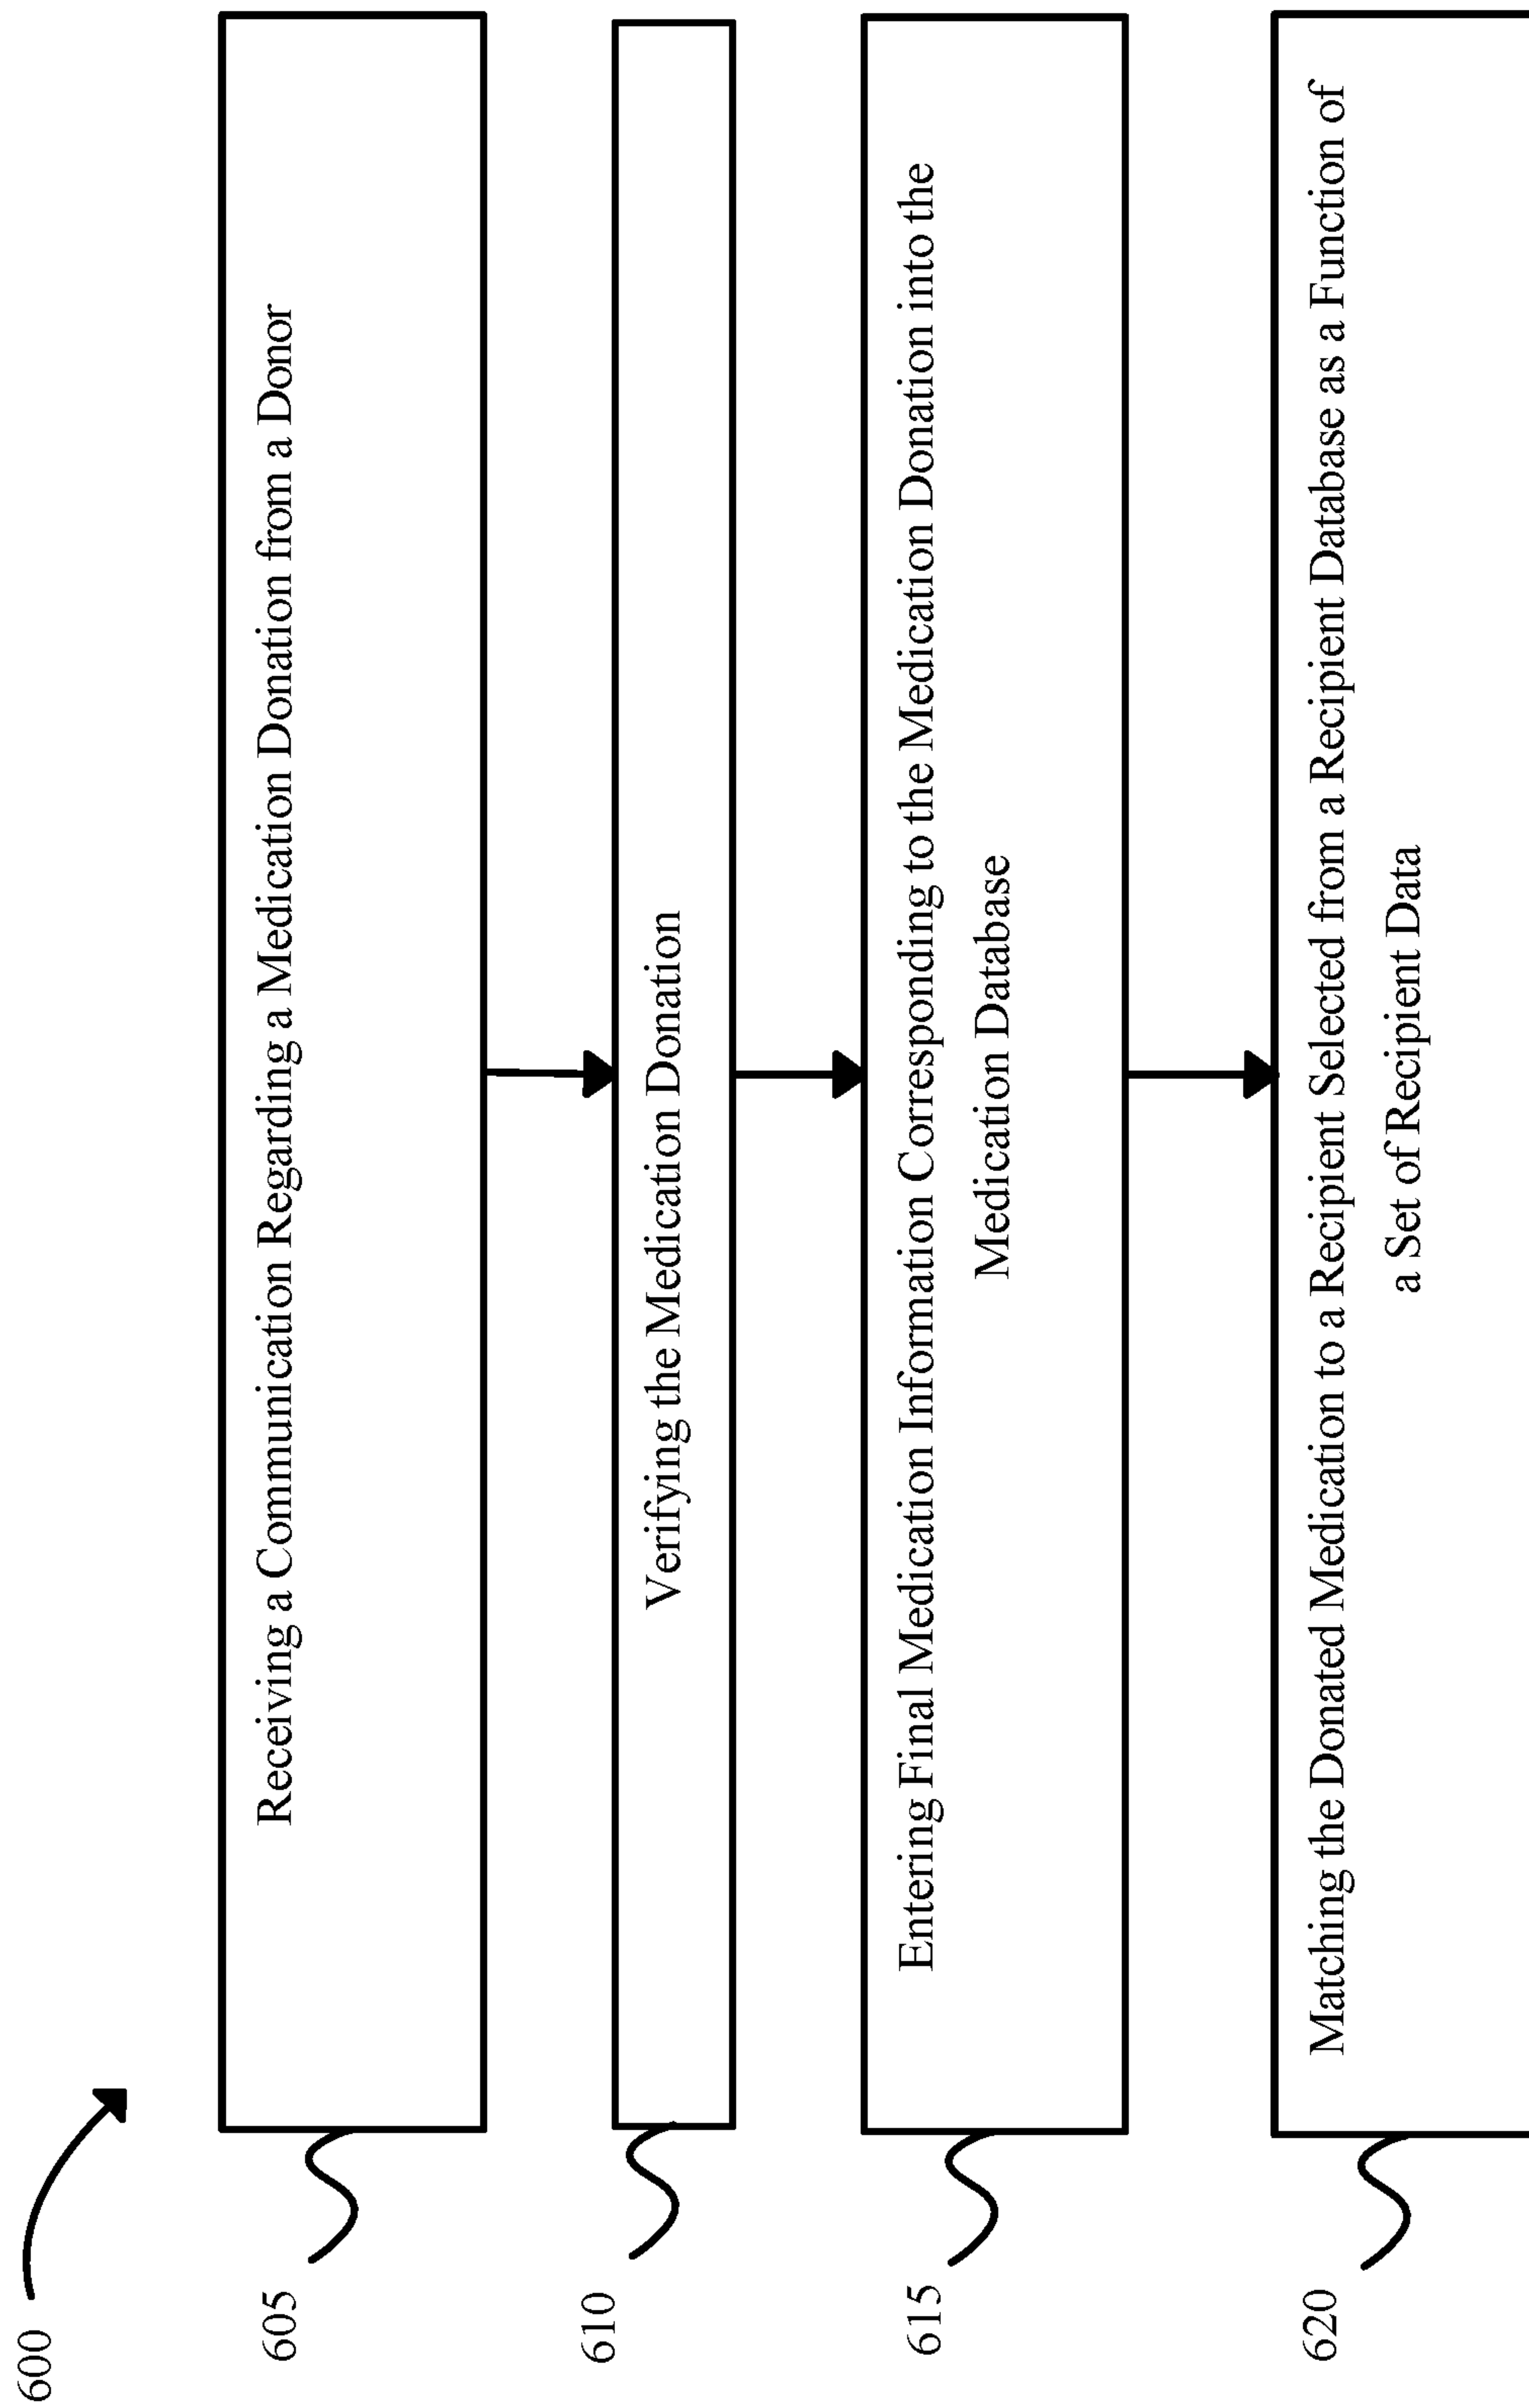 600
605
Receiving a Communication Regarding a Medication Donation from a Donor
610
Verifying the Medication Donation
615
Entering Final Medication Information Corresponding to the Medication Donation into the
Medication Database
620
Matching the Donated Medication to a Recipient Selected from a Recipient Database as a Function of
a Set of Recipient Data